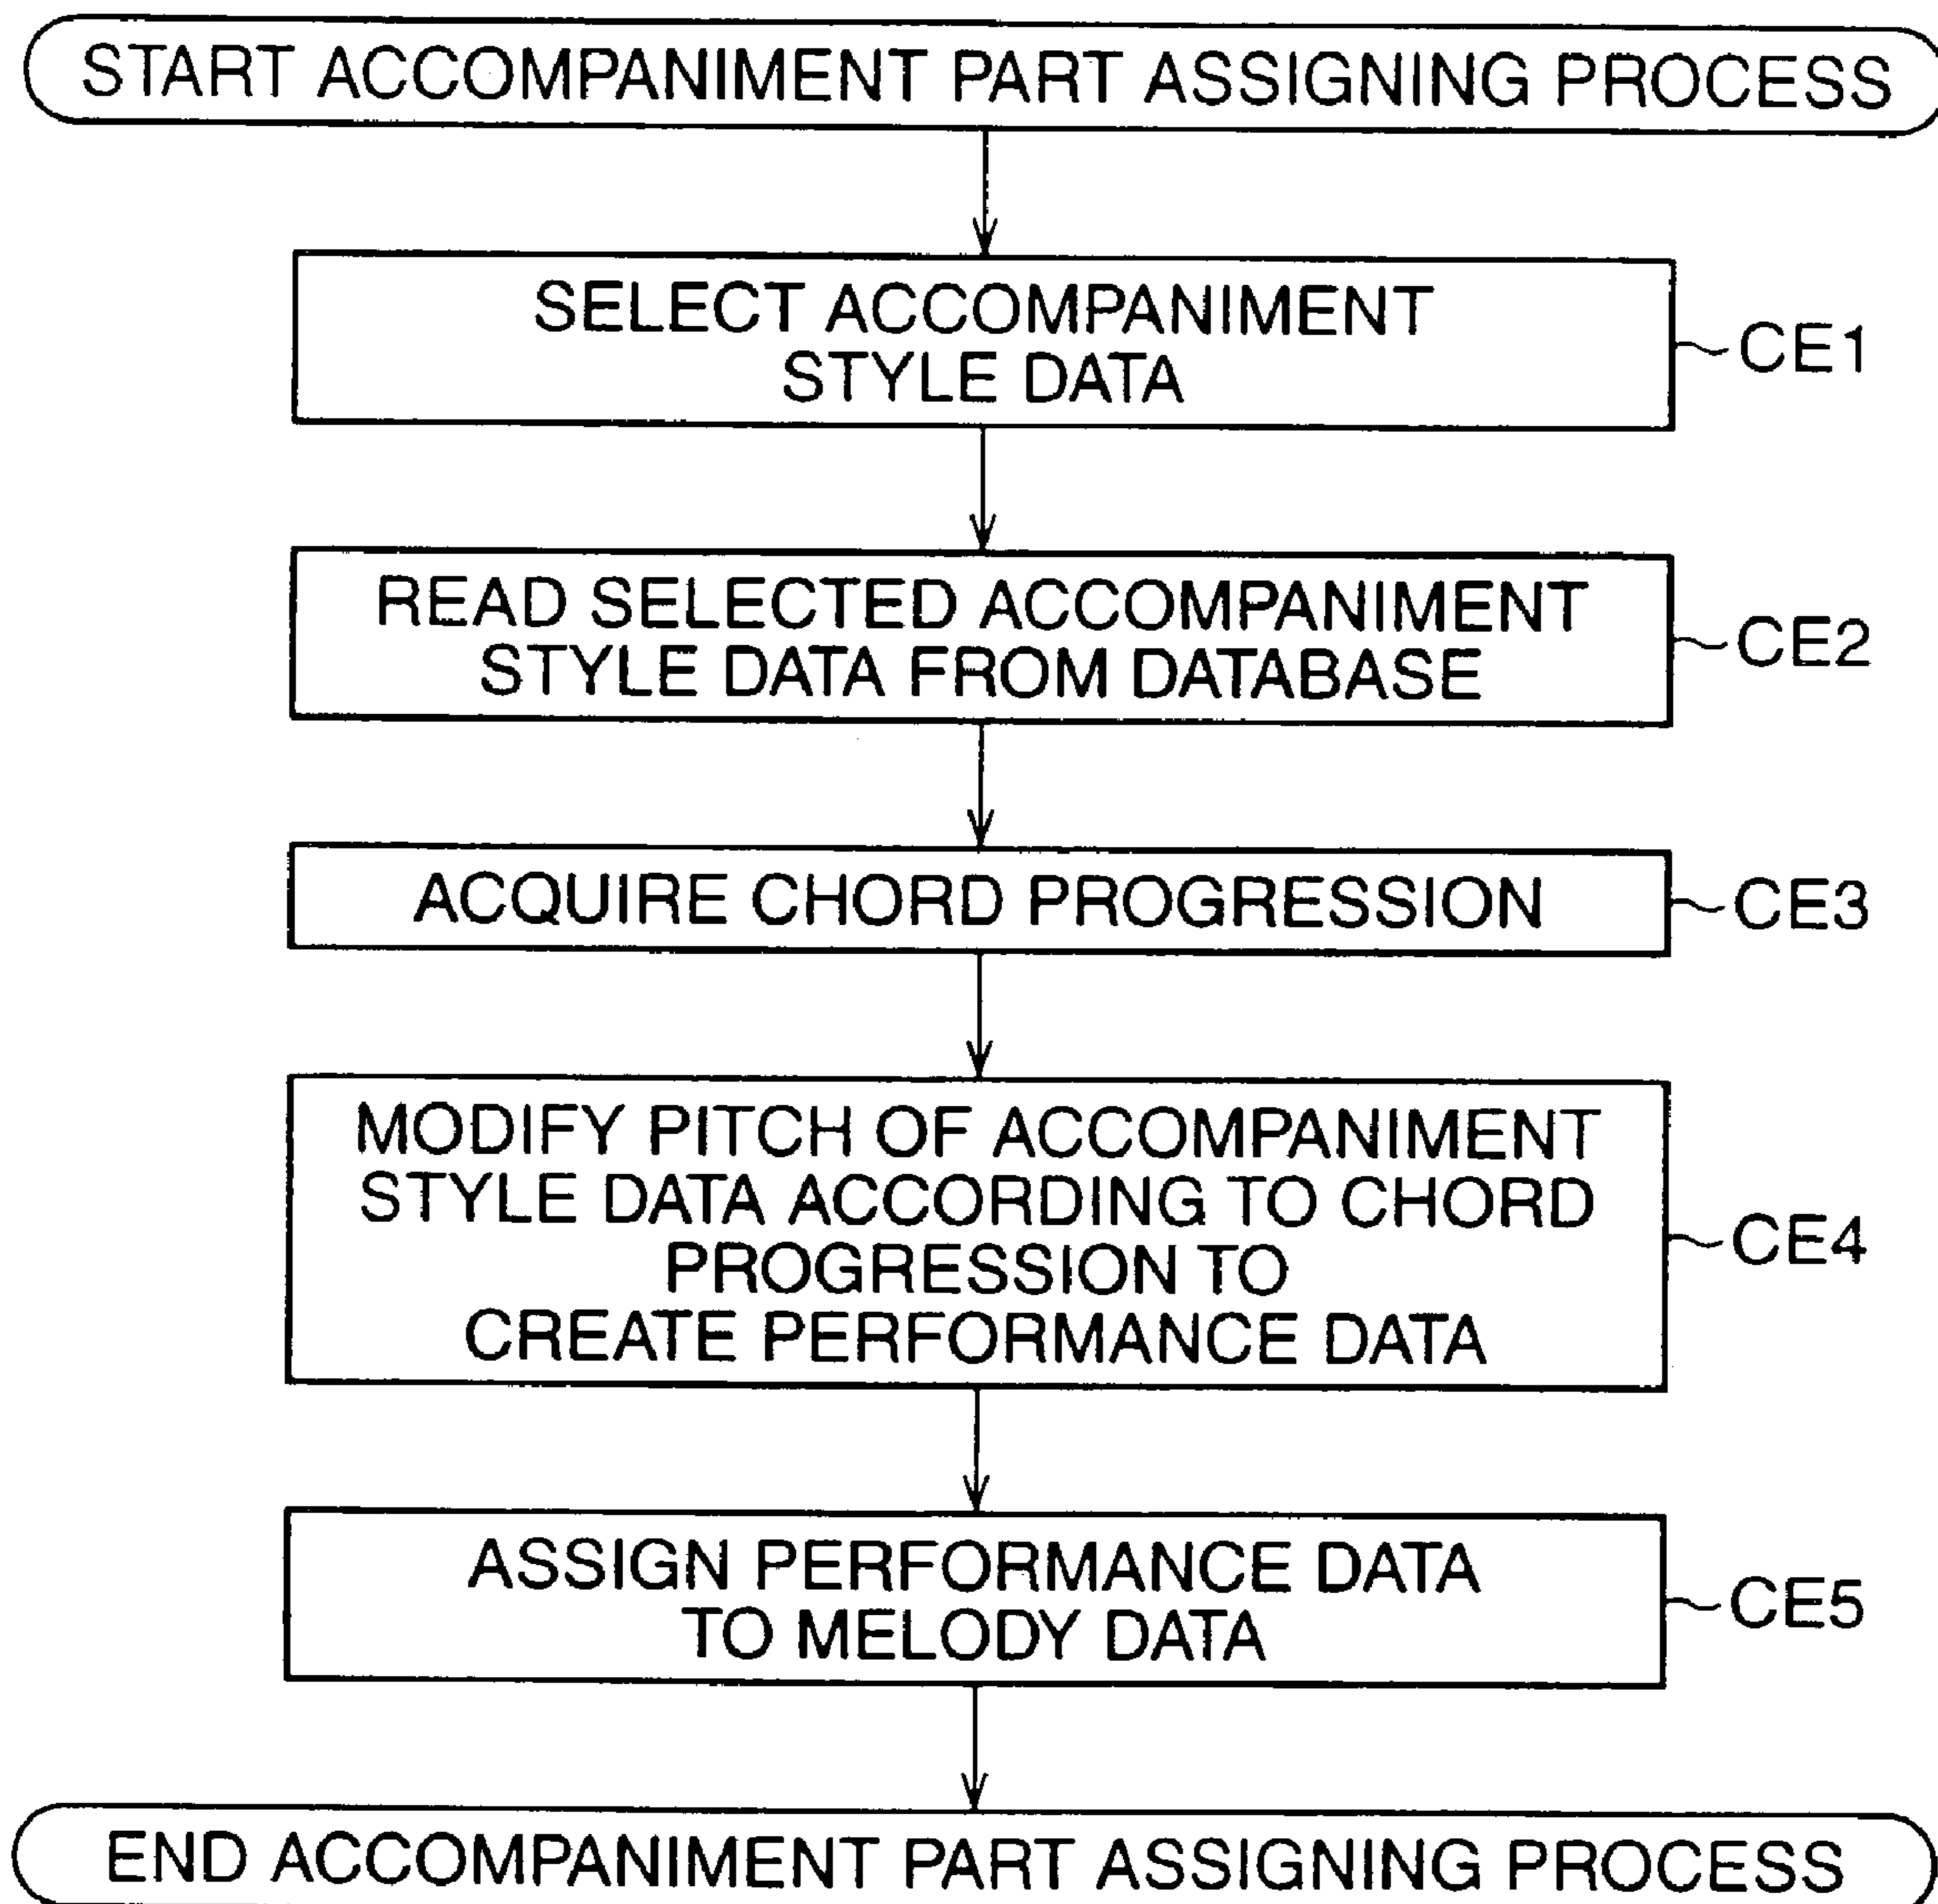 START ACCOMPANIMENT PART ASSIGNING PROCESS
SELECT ACCOMPANIMENT
STYLE DATA
CE1
READ SELECTED ACCOMPANIMENT
STYLE DATA FROM DATABASE
CE2
ACQUIRE CHORD PROGRESSION
CE3
MODIFY PITCH OF ACCOMPANIMENT
STYLE DATA ACCORDING TO CHORD
PROGRESSION TO
CREATE PERFORMANCE DATA
CE4
ASSIGN PERFORMANCE DATA
TO MELODY DATA
CE5
END ACCOMPANIMENT PART ASSIGNING PROCESS